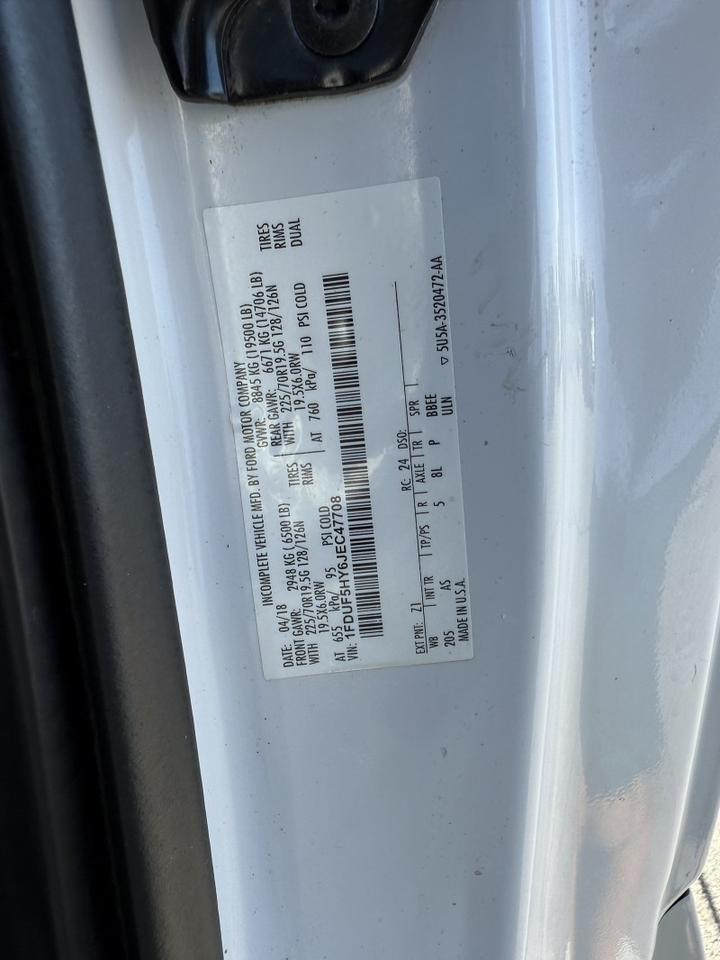 INCOMPLETE VEHICLE MFD. BY FORD MOTOR COMPANY
DATE: 04/18 GVWR: 8845 KG (19500 LB)
FRONT GAWR: 2948 KG (6500 LB) REAR GAWR: 6671 KG (14706 LB)
WITH 225/70R19.5G 128/126N TIRES WITH 225/70R19.5G 128/126N TIRES
19.5X6.0RW RIMS 19.5X6.0RW RIMS
AT 655 kPa/ 95 PSI COLD AT 760 kPa/ 110 PSI COLD DUAL
VIN: 1FDUF5HY6JEC47708
EXT PNT: Z1 RC: 24 DSO:
WB INT TR TP/PS R AXLE TR SPR
205 AS 5 8L P BBEE
MADE IN U.S.A. ULN ▽ 5U5A-3520472-AA